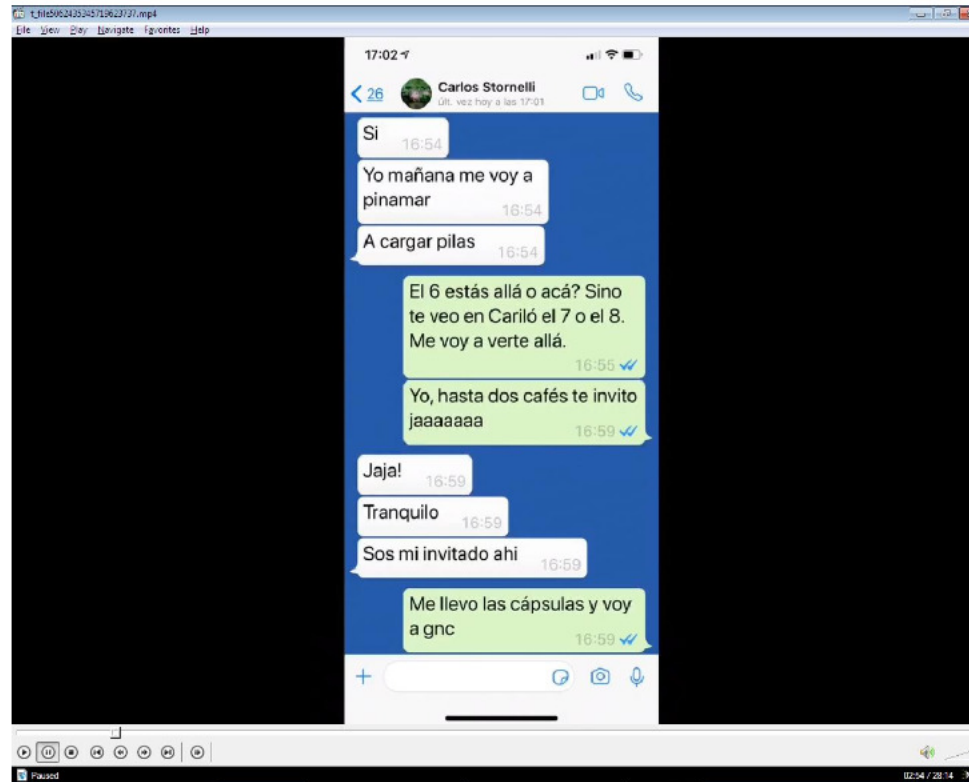 t_file5062435345719623737.mp4
File View Play Navigate Favorites Help
17:02
26
Carlos Stornelli
últ. vez hoy a las 17:01
Si
16:54
Yo mañana me voy a
pinamar
16:54
A cargar pilas
16:54
El 6 estás allá o acá? Sino
te veo en Cariló el 7 o el 8.
Me voy a verte allá.
16:55
Yo, hasta dos cafés te invito
jaaaaaaa
16:59
Jaja!
16:59
Tranquilo
16:59
Sos mi invitado ahi
16:59
Me llevo las cápsulas y voy
a gnc
16:59
Paused
02:54 / 28:14